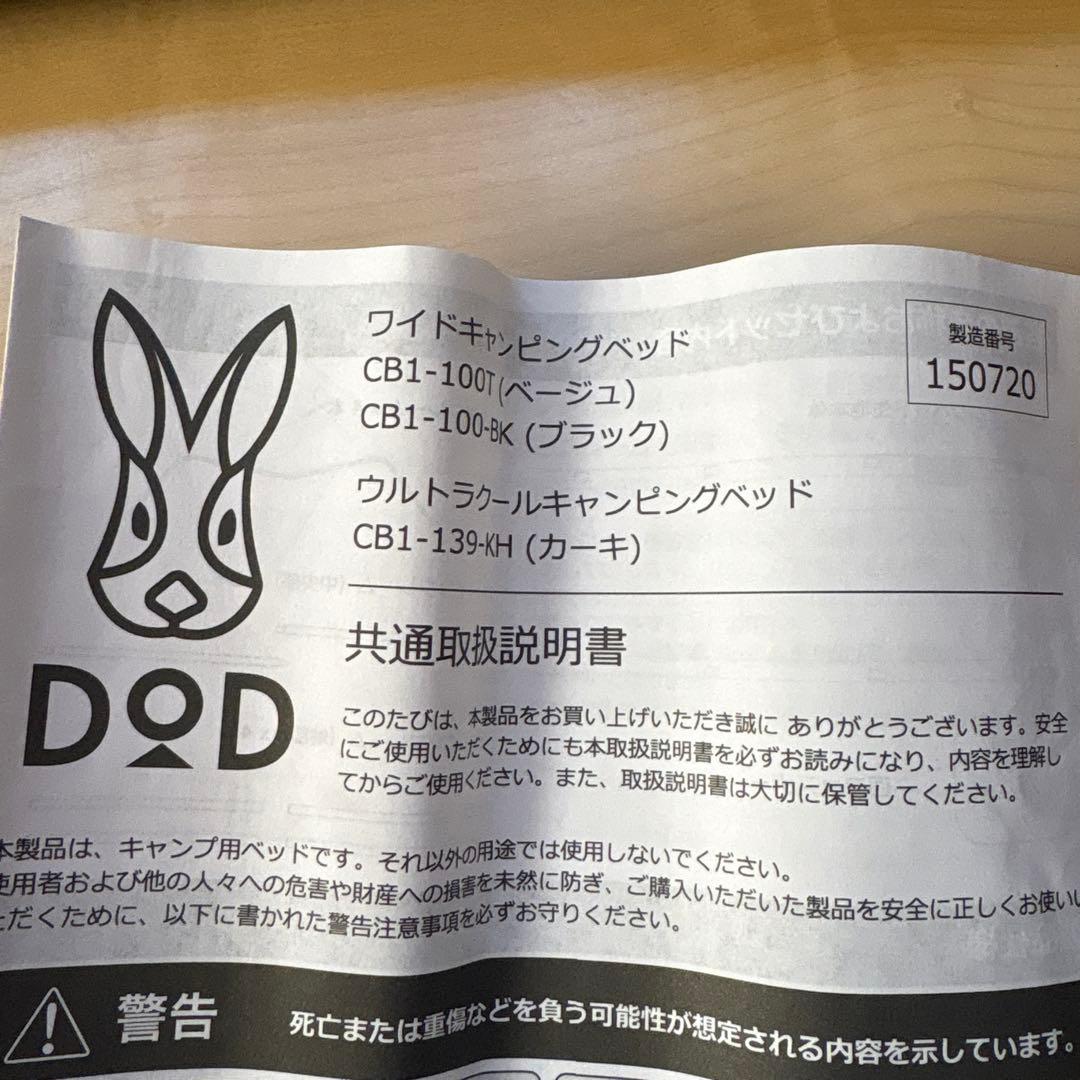 ワイドキャンピングベッド
CB1-100T(ベージュ)
CB1-100-BK (ブラック)
製造番号
150720
ウルトラクールキャンピングベッド
CB1-139-KH (カーキ)
DOD
共通取扱説明書
このたびは、本製品をお買い上げいただき誠に ありがとうございます。安全
にご使用いただくためにも本取扱説明書を必ずお読みになり、内容を理解し
てからご使用ください。また、取扱説明書は大切に保管してください。
本製品は、キャンプ用ベッドです。それ以外の用途では使用しないでください。
使用者および他の人々への危害や財産への損害を未然に防ぎ、ご購入いただいた製品を安全に正しくお使いい
ただくために、以下に書かれた警告注意事項を必ずお守りください。
警告
死亡または重傷などを負う可能性が想定される内容を示しています。